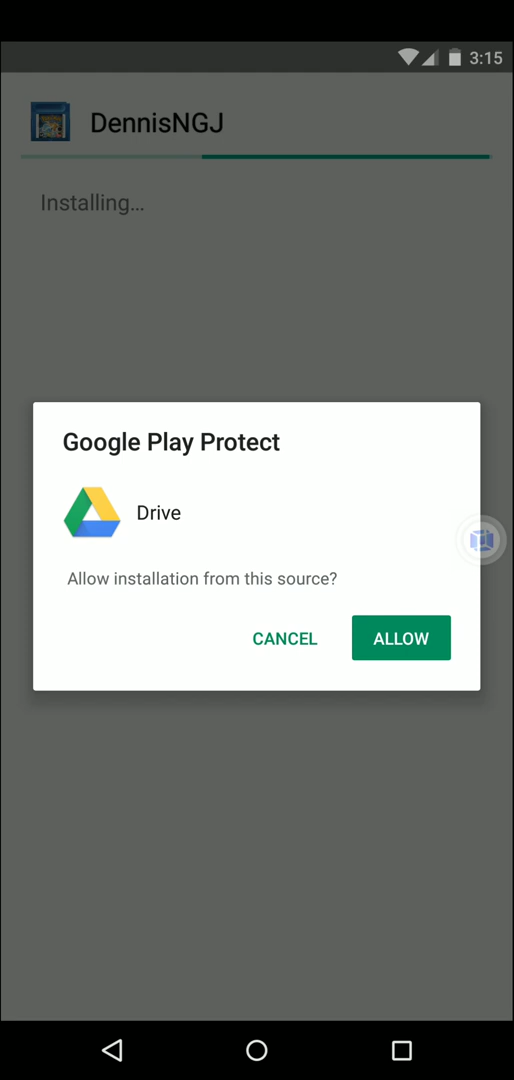 3:15
DennisNGJ
Installing...
Google Play Protect
Drive
Allow installation from this source?
CANCEL ALLOW